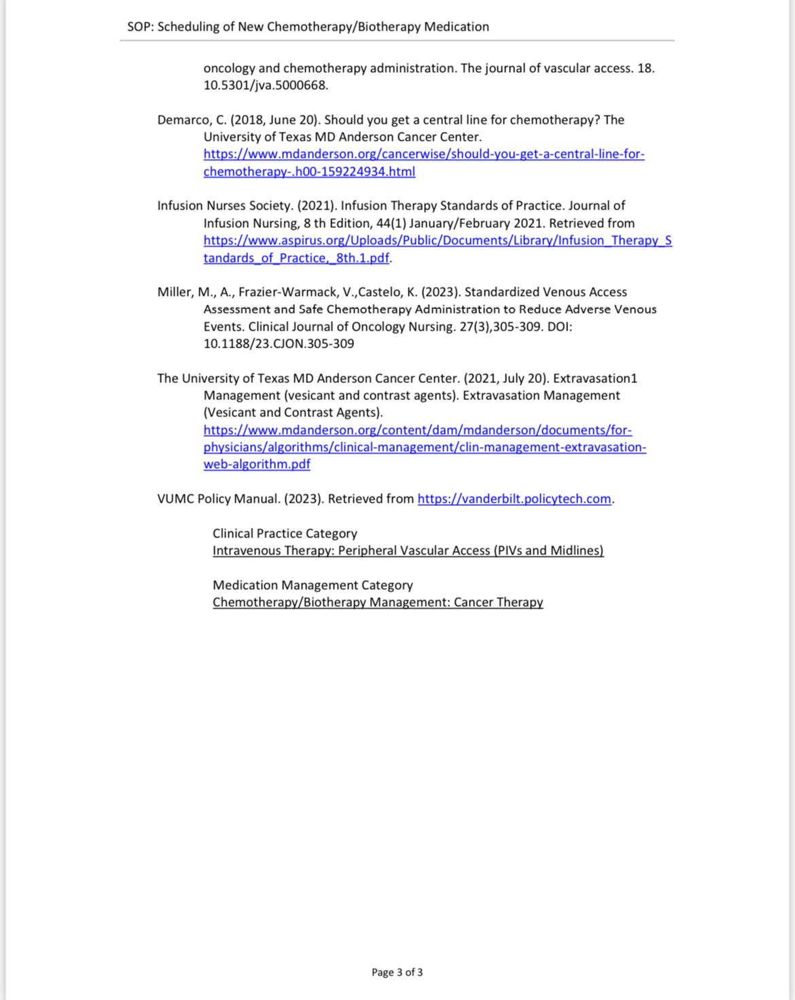 SOP: Scheduling of New Chemotherapy/Biotherapy Medication
oncology and chemotherapy administration. The journal of vascular access. 18.
10.5301/jva.5000668.
Demarco, C. (2018, June 20). Should you get a central line for chemotherapy? The
University of Texas MD Anderson Cancer Center.
https://www.mdanderson.org/cancerwise/should-you-get-a-central-line-for-
chemotherapy-.h00-159224934.html
Infusion Nurses Society. (2021). Infusion Therapy Standards of Practice. Journal of
Infusion Nursing, 8 th Edition, 44(1) January/February 2021. Retrieved from
https://www.aspirus.org/Uploads/Public/Documents/Library/Infusion_Therapy_S
tandards_of_Practice,_8th.1.pdf.
Miller, M., A., Frazier-Warmack, V.,Castelo, K. (2023). Standardized Venous Access
Assessment and Safe Chemotherapy Administration to Reduce Adverse Venous
Events. Clinical Journal of Oncology Nursing. 27(3),305-309. DOI:
10.1188/23.CJON.305-309
The University of Texas MD Anderson Cancer Center. (2021, July 20). Extravasation1
Management (vesicant and contrast agents). Extravasation Management
(Vesicant and Contrast Agents).
https://www.mdanderson.org/content/dam/mdanderson/documents/for-
physicians/algorithms/clinical-management/clin-management-extravasation-
web-algorithm.pdf
VUMC Policy Manual. (2023). Retrieved from https://vanderbilt.policytech.com.
Clinical Practice Category
Intravenous Therapy: Peripheral Vascular Access (PIVs and Midlines)
Medication Management Category
Chemotherapy/Biotherapy Management: Cancer Therapy
Page 3 of 3